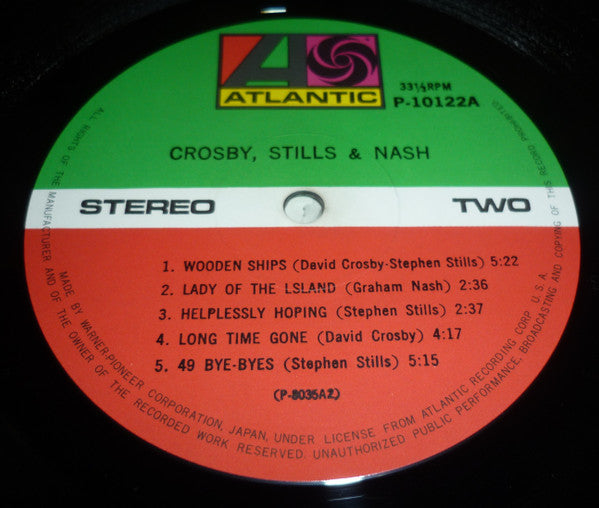 ATLANTIC
33⅓RPM
P-10122A
CROSBY, STILLS & NASH
STEREO
TWO
1. WOODEN SHIPS (David Crosby-Stephen Stills) 5:22
2. LADY OF THE LSLAND (Graham Nash) 2:36
3. HELPLESSLY HOPING (Stephen Stills) 2:37
4. LONG TIME GONE (David Crosby) 4:17
5. 49 BYE-BYES (Stephen Stills) 5:15
(P-8035A2)
ALL RIGHTS OF THE MANUFACTURER AND OF THE OWNER OF THE RECORDED WORK RESERVED. UNAUTHORIZED PUBLIC PERFORMANCE, BROADCASTING AND COPYING OF THIS RECORD PROHIBITED.
MADE BY WARNER-PIONEER CORPORATION, JAPAN, UNDER LICENSE FROM ATLANTIC RECORDING CORP. U.S.A.